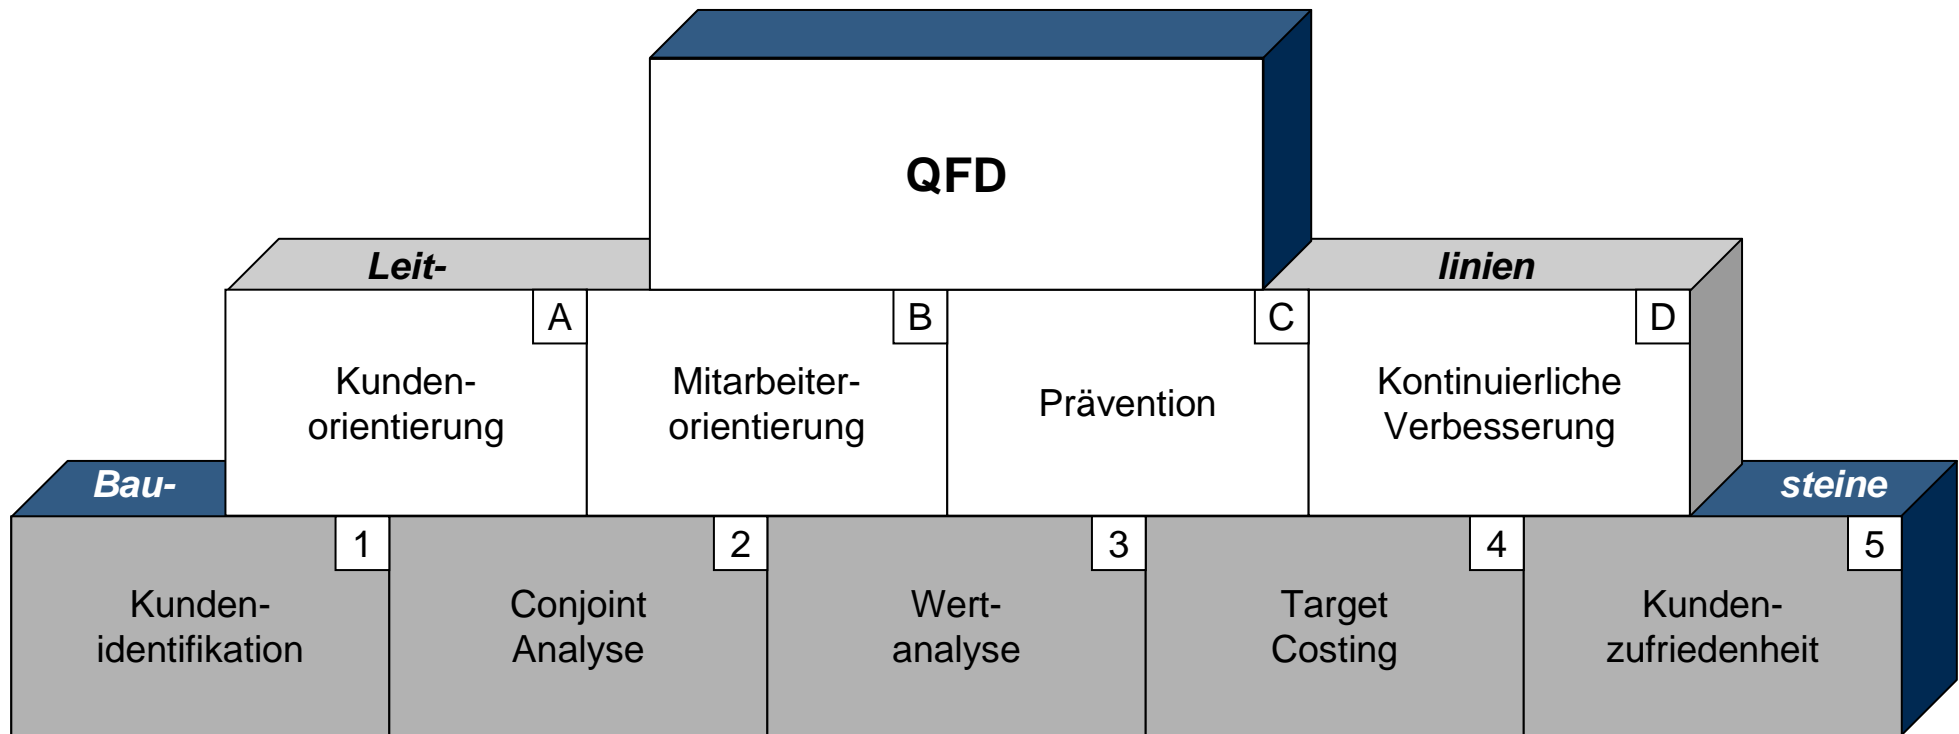 QFD
Leit-
linien
A
B
C
D
Kunden-
orientierung
Mitarbeiter-
orientierung
Prävention
Kontinuierliche
Verbesserung
Bau-
steine
1
2
3
4
5
Kunden-
identifikation
Conjoint
Analyse
Wert-
analyse
Target
Costing
Kunden-
zufriedenheit